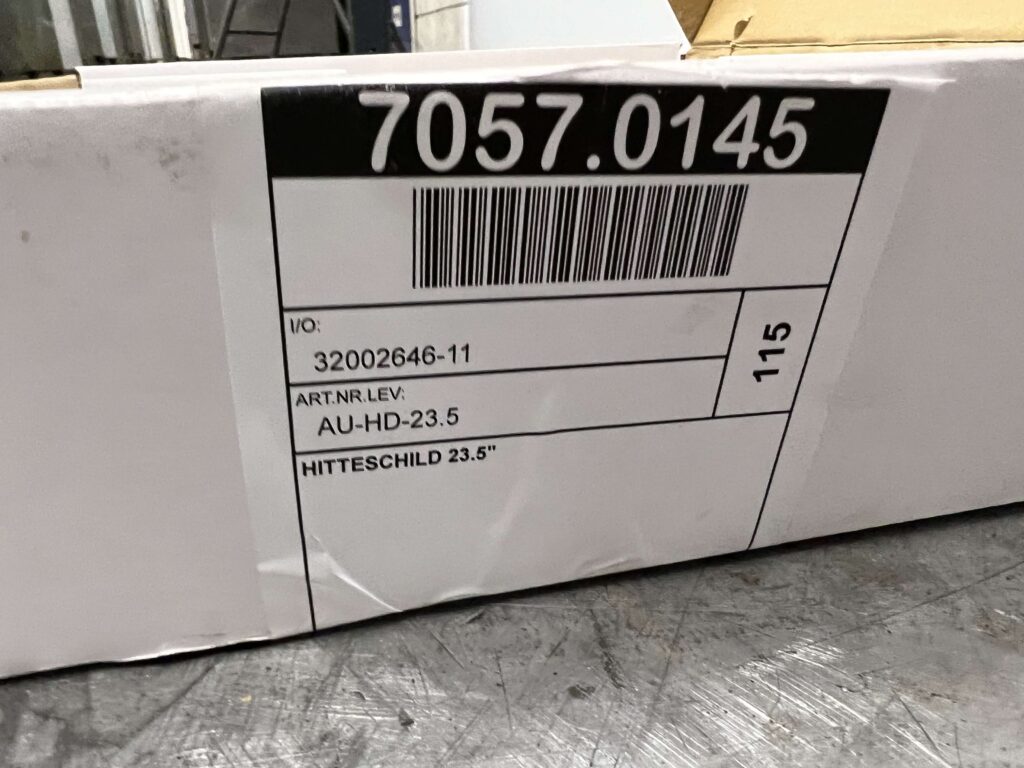 7057.0145
I/O:
32002646-11
115
ART.NR.LEV:
AU-HD-23.5
HITTESCHILD 23.5"